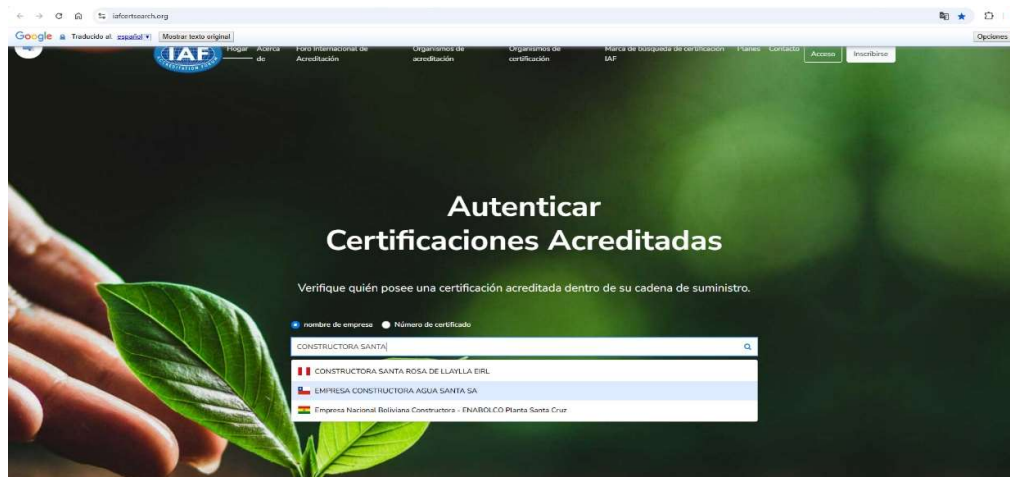 iafcertsearch.org
Google Traducido al: español Mostrar texto original Opciones
IAF
ACCREDITATION FORUM
Hogar Acerca de Foro Internacional de Acreditación Organismos de acreditación Organismos de certificación Marca de búsqueda de certificación IAF Planes Contacto Acceso Inscribirse
Autenticar
Certificaciones Acreditadas
Verifique quién posee una certificación acreditada dentro de su cadena de suministro.
nombre de empresa Número de certificado
CONSTRUCTORA SANTA
CONSTRUCTORA SANTA ROSA DE LLAYLLA EIRL
EMPRESA CONSTRUCTORA AGUA SANTA SA
Empresa Nacional Boliviana Constructora - ENABOLCO Planta Santa Cruz